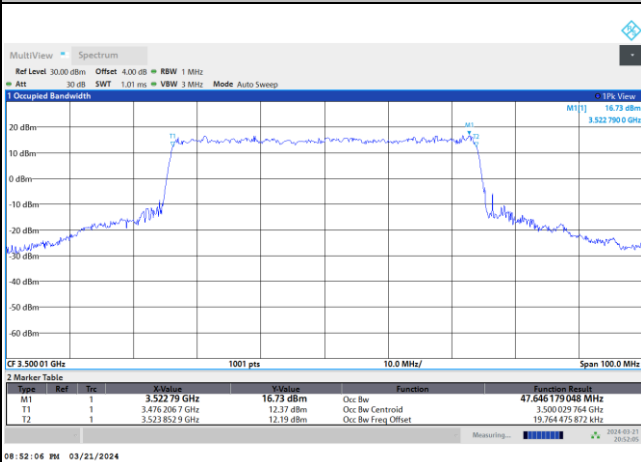 MultiView Spectrum
Ref Level 30.00 dBm Offset 4.00 dB RBW 1 MHz
Att 30 dB SWT 1.01 ms VBW 3 MHz Mode Auto Sweep
1 Occupied Bandwidth 1Pk View
M1[1] 16.73 dBm
3.522 790 0 GHz
M1
T1 T2
20 dBm
10 dBm
0 dBm
-10 dBm
-20 dBm
-30 dBm
-40 dBm
-50 dBm
-60 dBm
CF 3.500 01 GHz 1001 pts 10.0 MHz/ Span 100.0 MHz
2 Marker Table
Type Ref Trc X-Value Y-Value Function Function Result
M1 1 3.522 79 GHz 16.73 dBm Occ Bw 47.646 179 048 MHz
T1 1 3.476 206 7 GHz 12.37 dBm Occ Bw Centroid 3.500 029 764 GHz
T2 1 3.523 852 9 GHz 12.19 dBm Occ Bw Freq Offset 19.764 475 872 kHz
Measuring... 2024-03-21
20:52:05
08:52:06 PM 03/21/2024